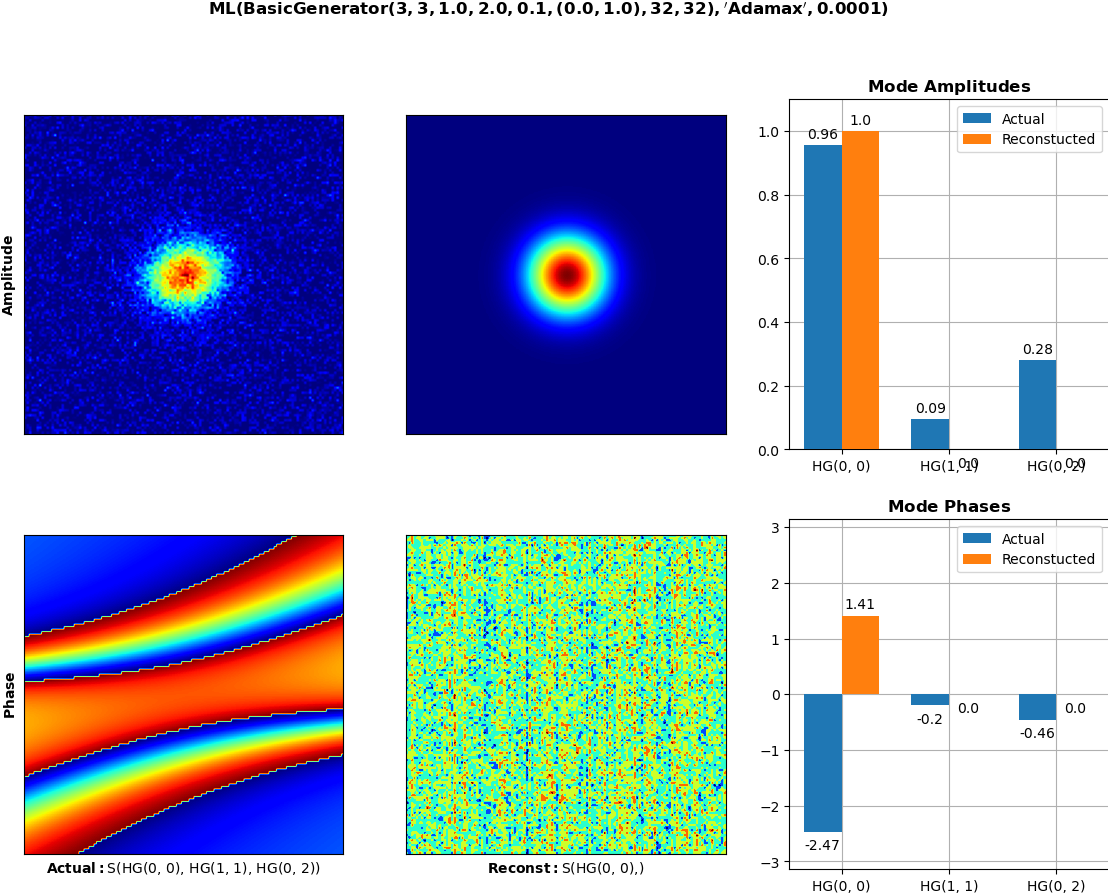 ML(BasicGenerator(3, 3, 1.0, 2.0, 0.1, (0.0, 1.0), 32, 32), ′Adamax′, 0.0001)
Amplitude
Mode Amplitudes
Actual
Reconstucted
1.0
0.8
0.6
0.4
0.2
0.0
0.96
1.0
0.09
0.0
0.28
0.0
HG(0, 0)
HG(1, 1)
HG(0, 2)
Phase
Actual: S(HG(0, 0), HG(1, 1), HG(0, 2))
Reconst: S(HG(0, 0),)
Mode Phases
Actual
Reconstucted
3
2
1
0
−1
−2
−3
-2.47
1.41
-0.2
0.0
-0.46
0.0
HG(0, 0)
HG(1, 1)
HG(0, 2)